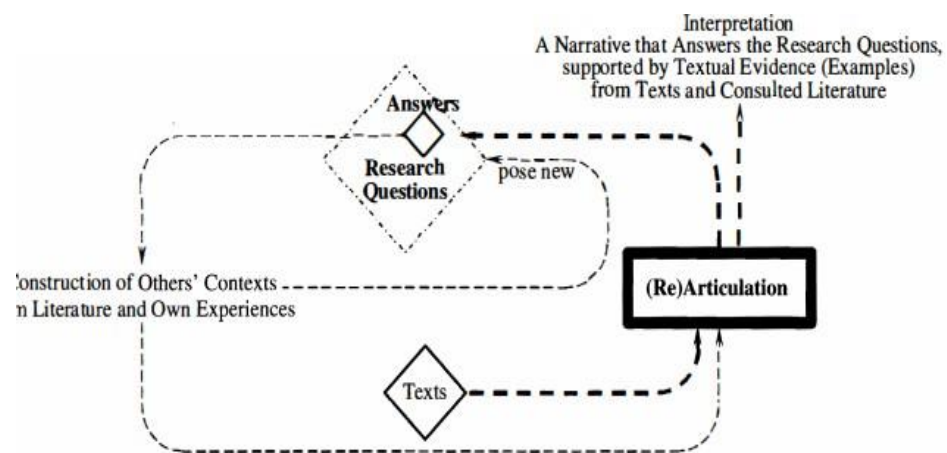 Interpretation
A Narrative that Answers the Research Questions,
supported by Textual Evidence (Examples)
from Texts and Consulted Literature
Answers
Research
Questions
pose new
onstruction of Others' Contexts
m Literature and Own Experiences
(Re)Articulation
Texts